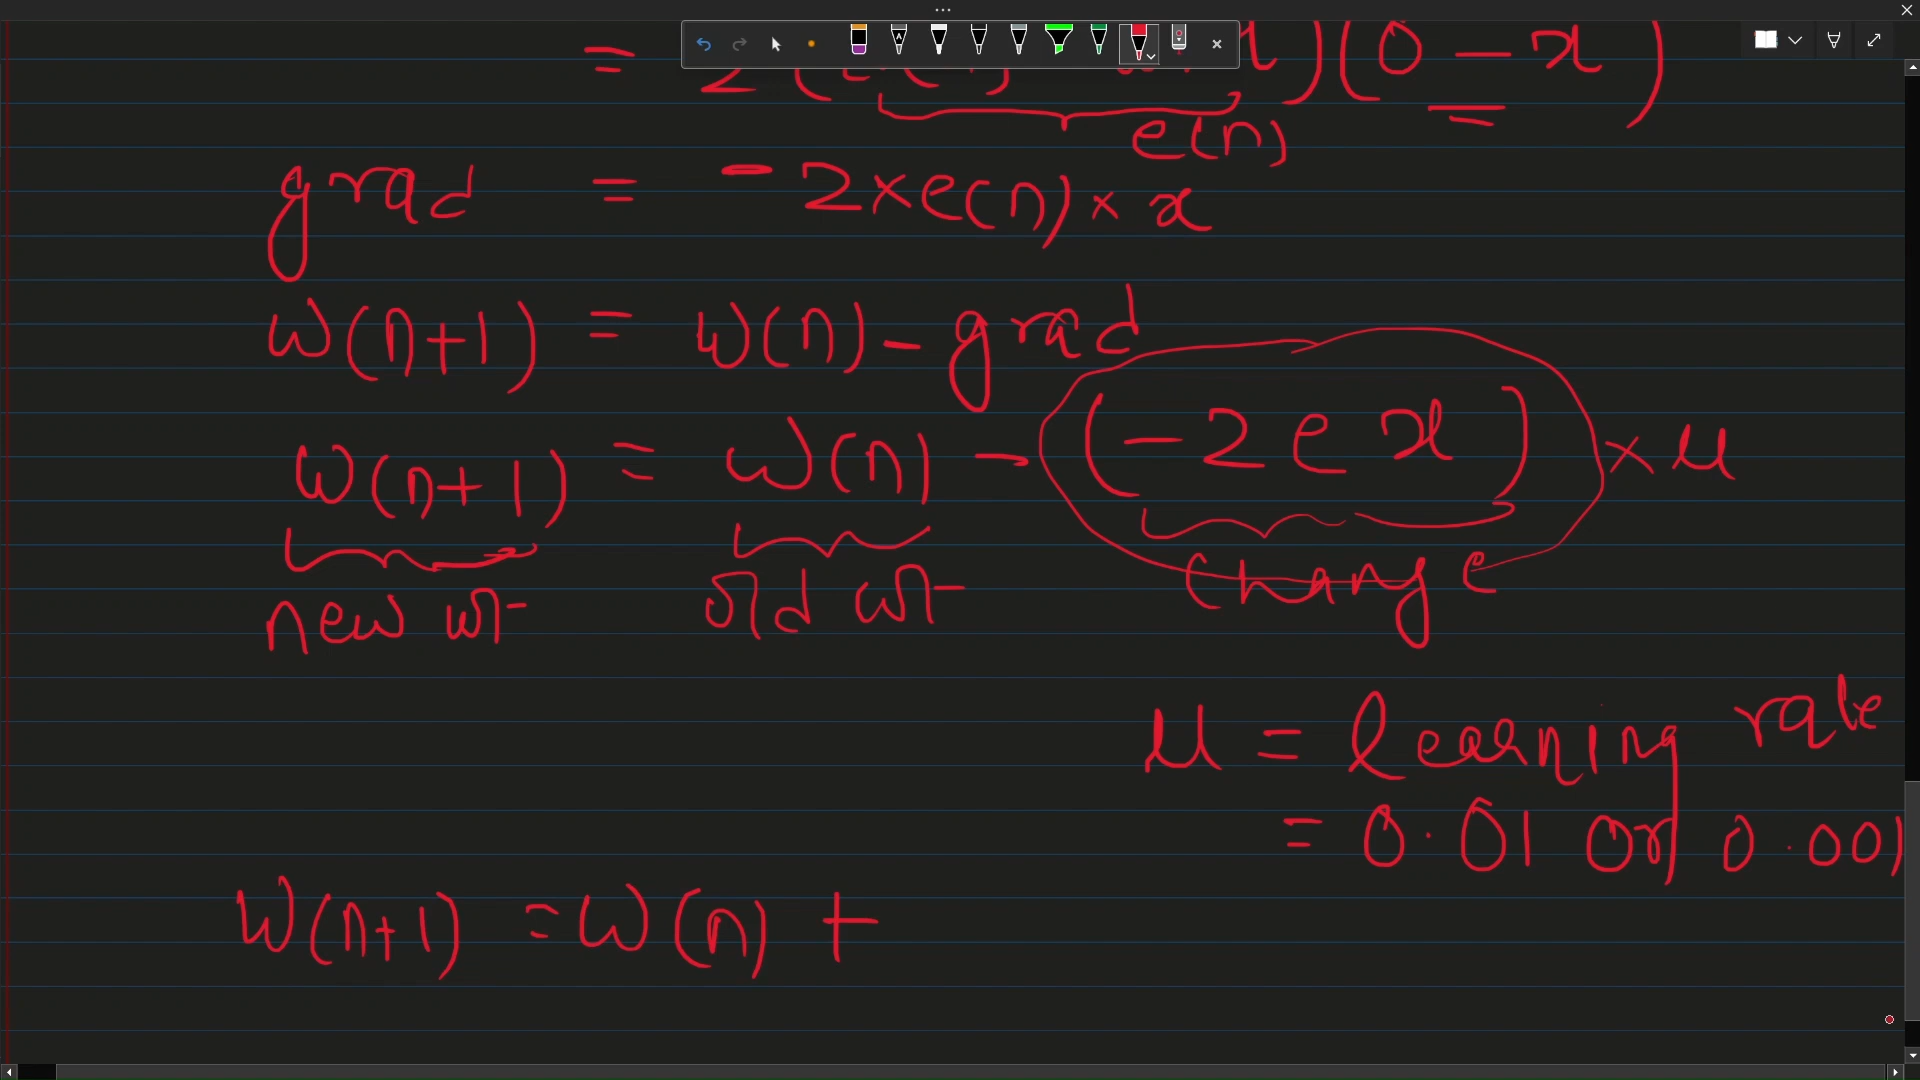 = 2 ( ) (0 - x)
e(n)
grad = - 2 × e(n) × x
w(n+1) = w(n) - grad
w(n+1) = w(n) - (-2 e x) × μ
new wt old wt change
μ = learning rate
= 0.01 or 0.001
w(n+1) = w(n) +